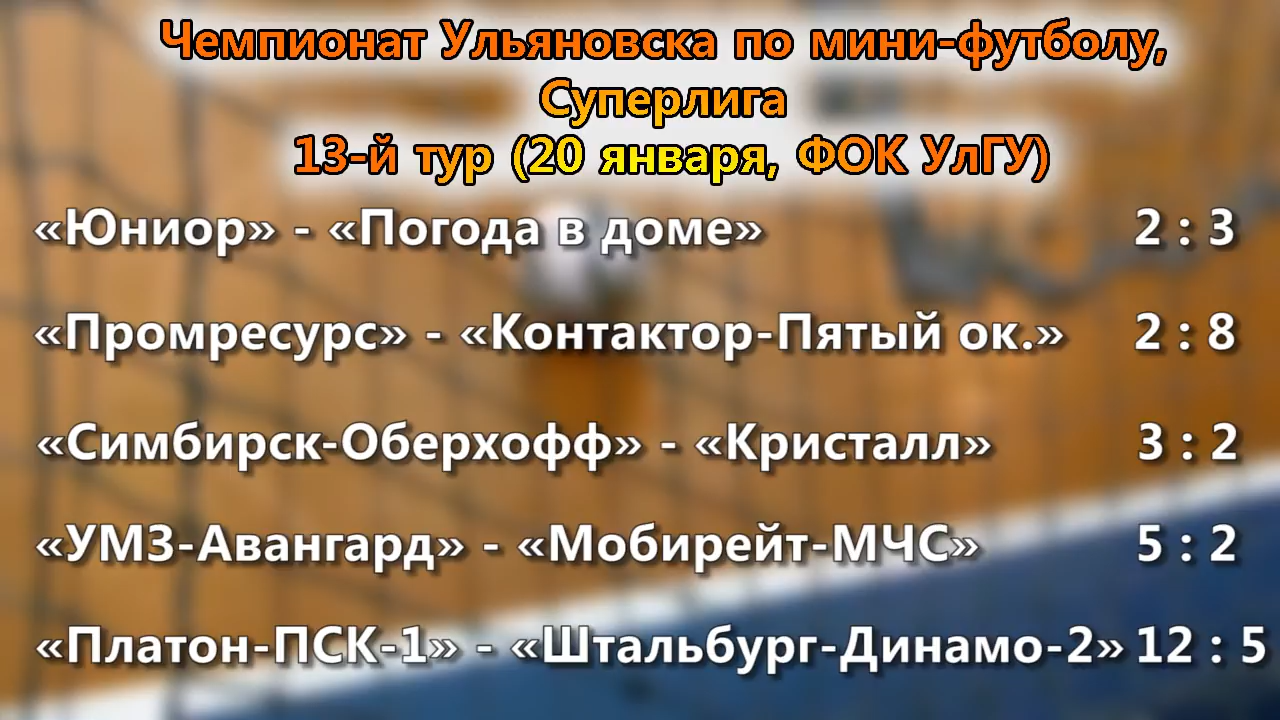 Чемпионат Ульяновска по мини-футболу,
Суперлига
13-й тур (20 января, ФОК УлГУ)
«Юниор» - «Погода в доме» 2 : 3
«Промресурс» - «Контактор-Пятый ок.» 2 : 8
«Симбирск-Оберхофф» - «Кристалл» 3 : 2
«УМЗ-Авангард» - «Мобирейт-МЧС» 5 : 2
«Платон-ПСК-1» - «Штальбург-Динамо-2» 12 : 5